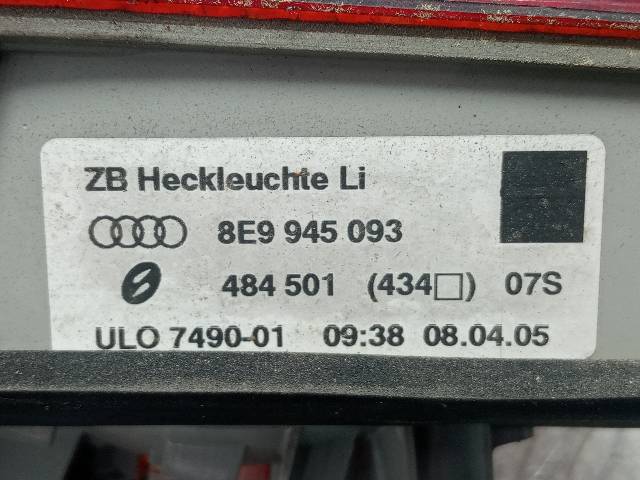 ZB Heckleuchte Li
8E9 945 093
484 501 (434□) 07S
ULO 7490-01 09:38 08.04.05